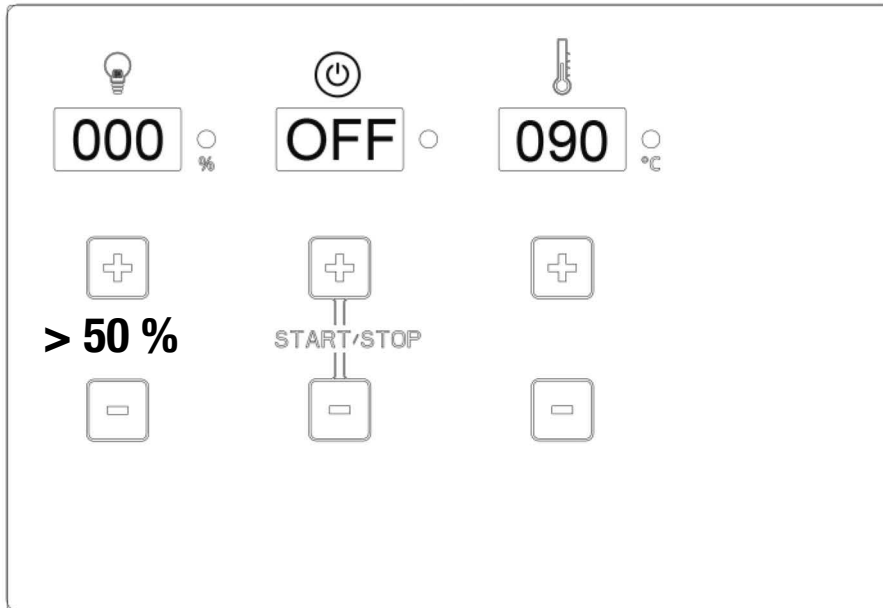 000 OFF 090
% °C
+ + +
> 50 % START/STOP
- - -